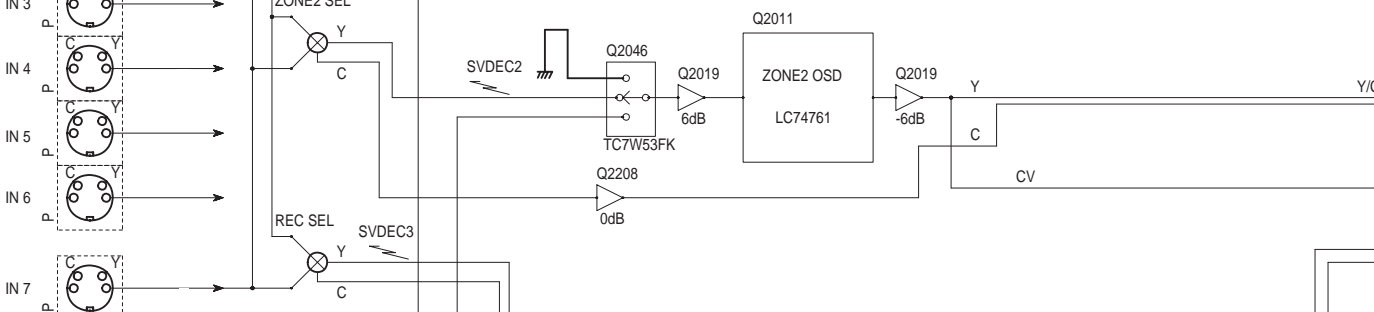 IN 3
P
ZONE2 SEL
Y
C
C Y
IN 4
P
C Y
IN 5
P
C Y
IN 6
P
REC SEL
Y
C
SVDEC3
C Y
IN 7
P
SVDEC2
Q2046
TC7W53FK
Q2019
6dB
Q2011
ZONE2 OSD
LC74761
Q2019
-6dB
Y
C
CV
Q2208
0dB